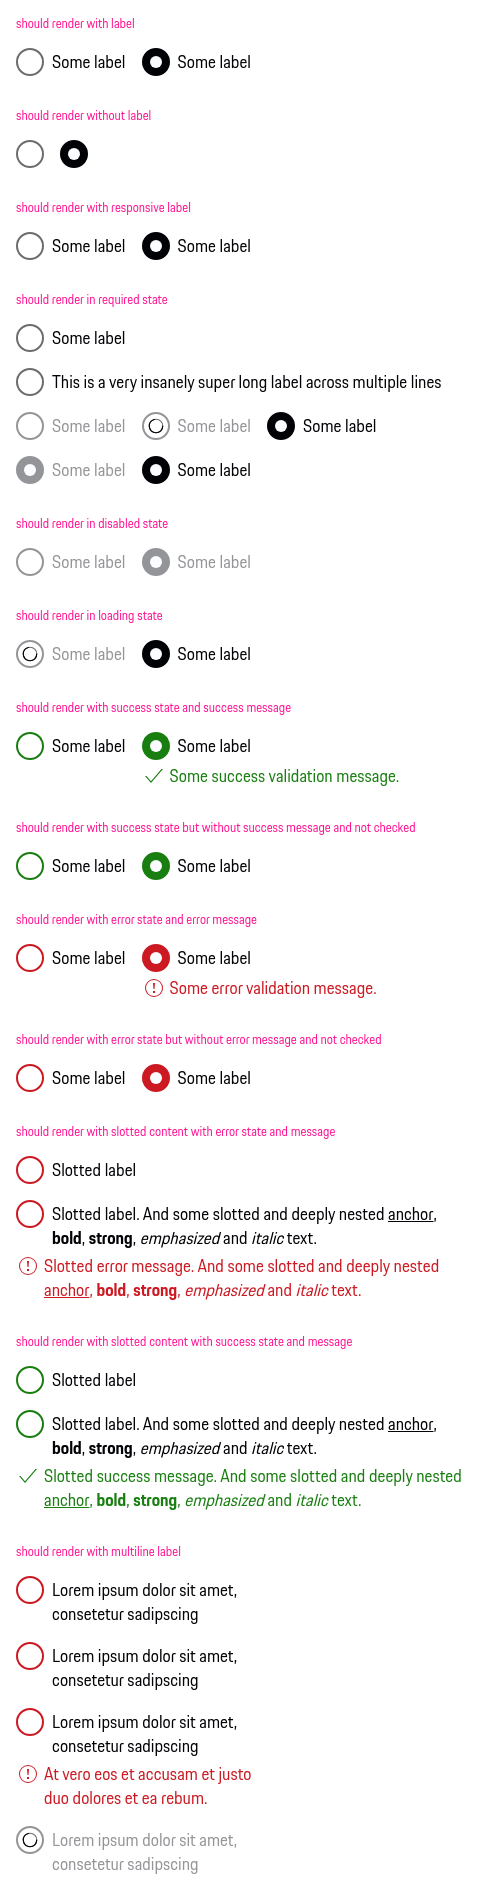 should render with label
Some label Some label
should render without label
should render with responsive label
Some label Some label
should render in required state
Some label
This is a very insanely super long label across multiple lines
Some label Some label Some label
Some label Some label
should render in disabled state
Some label Some label
should render in loading state
Some label Some label
should render with success state and success message
Some label Some label
Some success validation message.
should render with success state but without success message and not checked
Some label Some label
should render with error state and error message
Some label Some label
Some error validation message.
should render with error state but without error message and not checked
Some label Some label
should render with slotted content with error state and message
Slotted label
Slotted label. And some slotted and deeply nested anchor,
bold, strong, emphasized and italic text.
Slotted error message. And some slotted and deeply nested
anchor, bold, strong, emphasized and italic text.
should render with slotted content with success state and message
Slotted label
Slotted label. And some slotted and deeply nested anchor,
bold, strong, emphasized and italic text.
Slotted success message. And some slotted and deeply nested
anchor, bold, strong, emphasized and italic text.
should render with multiline label
Lorem ipsum dolor sit amet,
consetetur sadipscing
Lorem ipsum dolor sit amet,
consetetur sadipscing
Lorem ipsum dolor sit amet,
consetetur sadipscing
At vero eos et accusam et justo
duo dolores et ea rebum.
Lorem ipsum dolor sit amet,
consetetur sadipscing